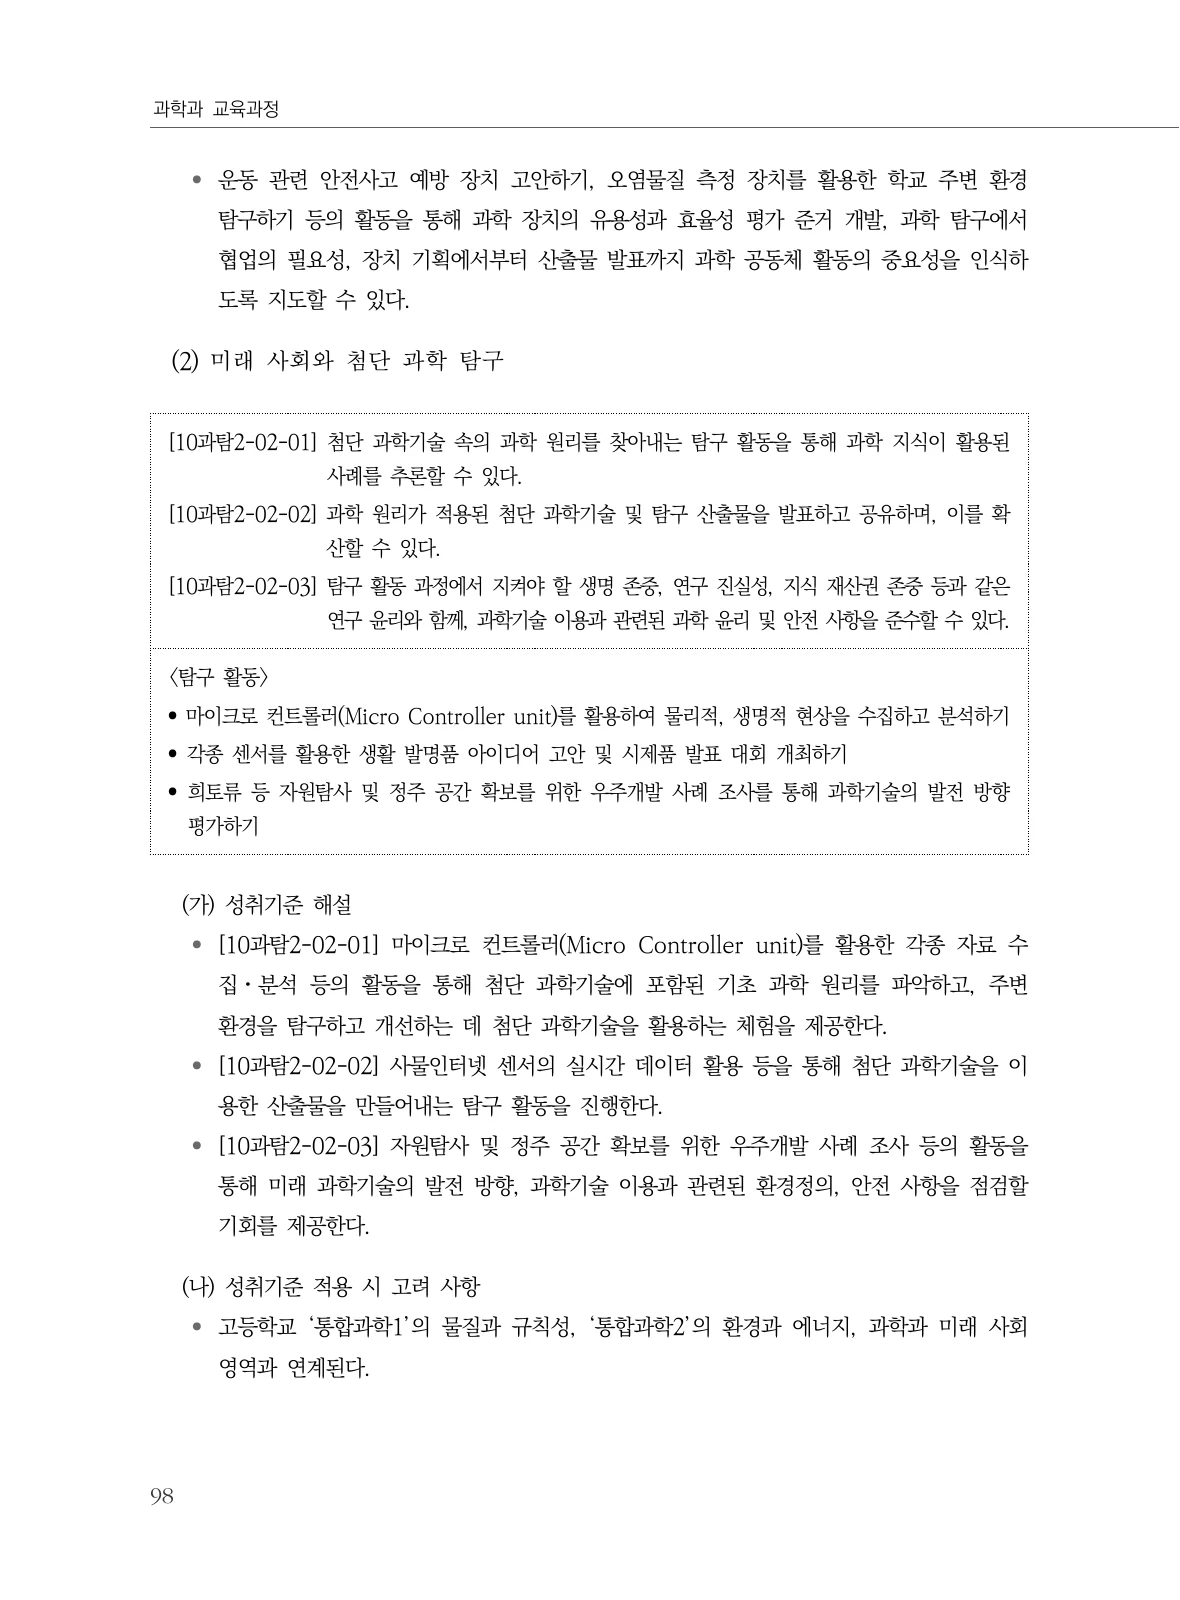 과학과 교육과정
• 운동 관련 안전사고 예방 장치 고안하기, 오염물질 측정 장치를 활용한 학교 주변 환경
탐구하기 등의 활동을 통해 과학 장치의 유용성과 효율성 평가 준거 개발, 과학 탐구에서
협업의 필요성, 장치 기획에서부터 산출물 발표까지 과학 공동체 활동의 중요성을 인식하
도록 지도할 수 있다.
(2) 미래 사회와 첨단 과학 탐구
[10과탐2-02-01] 첨단 과학기술 속의 과학 원리를 찾아내는 탐구 활동을 통해 과학 지식이 활용된
사례를 추론할 수 있다.
[10과탐2-02-02] 과학 원리가 적용된 첨단 과학기술 및 탐구 산출물을 발표하고 공유하며, 이를 확
산할 수 있다.
[10과탐2-02-03] 탐구 활동 과정에서 지켜야 할 생명 존중, 연구 진실성, 지식 재산권 존중 등과 같은
연구 윤리와 함께, 과학기술 이용과 관련된 과학 윤리 및 안전 사항을 준수할 수 있다.
〈탐구 활동〉
• 마이크로 컨트롤러(Micro Controller unit)를 활용하여 물리적, 생명적 현상을 수집하고 분석하기
• 각종 센서를 활용한 생활 발명품 아이디어 고안 및 시제품 발표 대회 개최하기
• 희토류 등 자원탐사 및 정주 공간 확보를 위한 우주개발 사례 조사를 통해 과학기술의 발전 방향
평가하기
(가) 성취기준 해설
• [10과탐2-02-01] 마이크로 컨트롤러(Micro Controller unit)를 활용한 각종 자료 수
집･분석 등의 활동을 통해 첨단 과학기술에 포함된 기초 과학 원리를 파악하고, 주변
환경을 탐구하고 개선하는 데 첨단 과학기술을 활용하는 체험을 제공한다.
• [10과탐2-02-02] 사물인터넷 센서의 실시간 데이터 활용 등을 통해 첨단 과학기술을 이
용한 산출물을 만들어내는 탐구 활동을 진행한다.
• [10과탐2-02-03] 자원탐사 및 정주 공간 확보를 위한 우주개발 사례 조사 등의 활동을
통해 미래 과학기술의 발전 방향, 과학기술 이용과 관련된 환경정의, 안전 사항을 점검할
기회를 제공한다.
(나) 성취기준 적용 시 고려 사항
• 고등학교 ‘통합과학1’의 물질과 규칙성, ‘통합과학2’의 환경과 에너지, 과학과 미래 사회
영역과 연계된다.
98